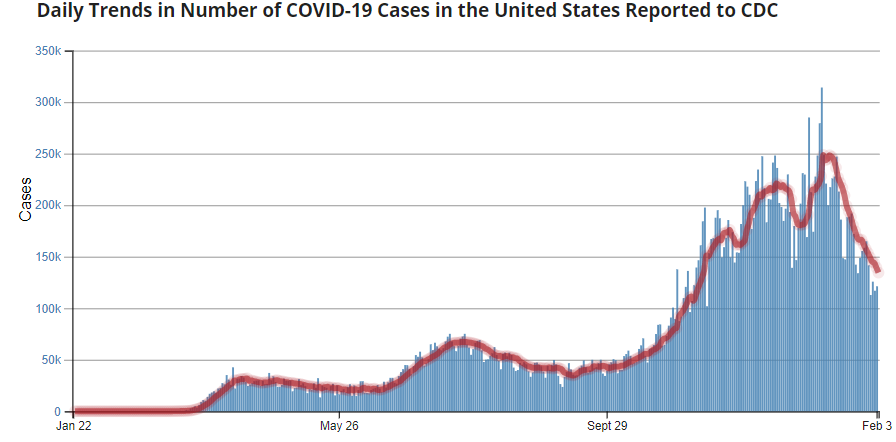 Daily Trends in Number of COVID-19 Cases in the United States Reported to CDC
350k
300k
250k
200k
150k
100k
50k
0
Cases
Jan 22 May 26 Sept 29 Feb 3